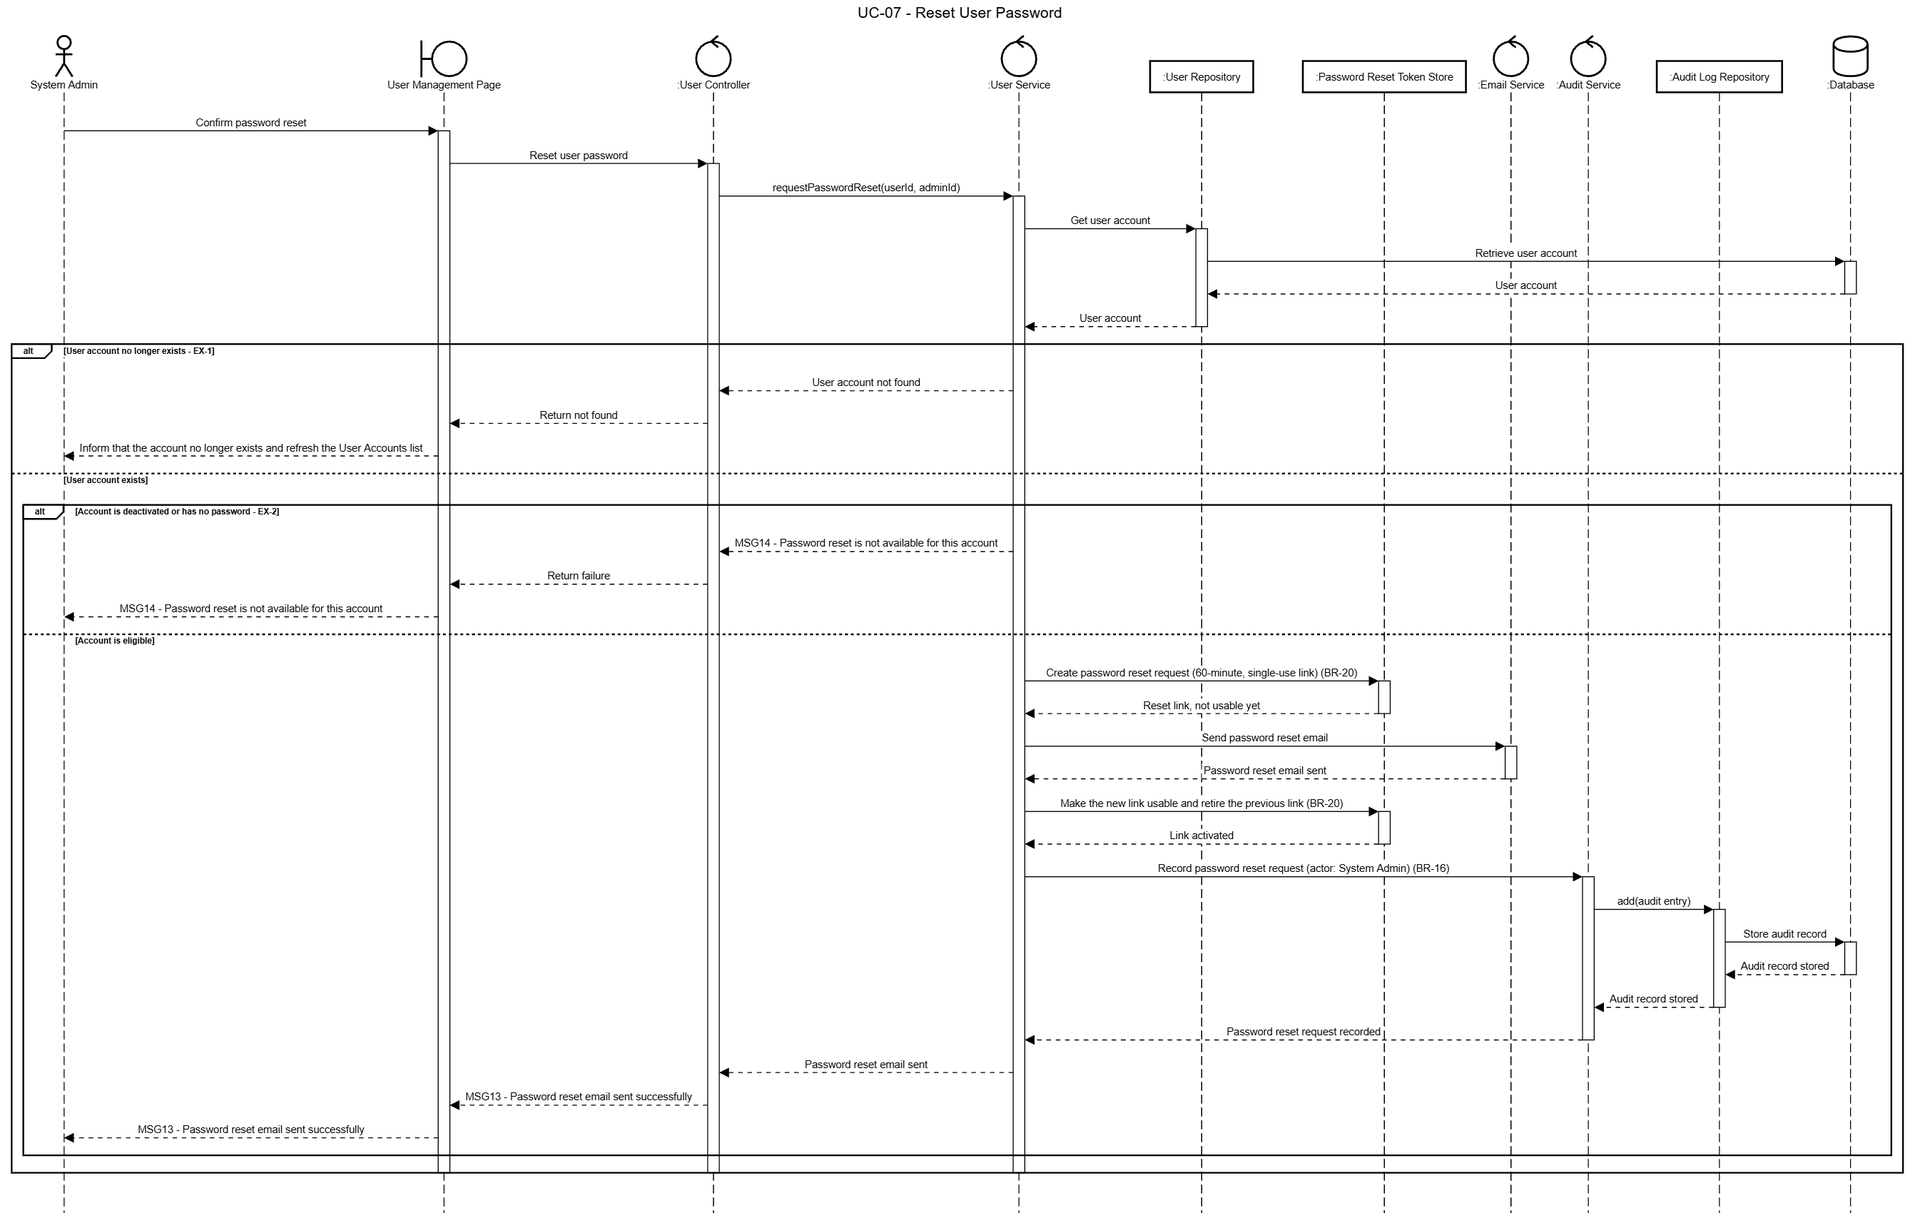 UC-07 - Reset User Password
System Admin
User Management Page
:User Controller
:User Service
:User Repository
:Password Reset Token Store
:Email Service
:Audit Service
:Audit Log Repository
:Database
Confirm password reset
Reset user password
requestPasswordReset(userId, adminId)
Get user account
Retrieve user account
User account
User account
alt
[User account no longer exists - EX-1]
User account not found
Return not found
Inform that the account no longer exists and refresh the User Accounts list
[User account exists]
alt
[Account is deactivated or has no password - EX-2]
MSG14 - Password reset is not available for this account
Return failure
MSG14 - Password reset is not available for this account
[Account is eligible]
Create password reset request (60-minute, single-use link) (BR-20)
Reset link, not usable yet
Send password reset email
Password reset email sent
Make the new link usable and retire the previous link (BR-20)
Link activated
Record password reset request (actor: System Admin) (BR-16)
add(audit entry)
Store audit record
Audit record stored
Audit record stored
Password reset request recorded
Password reset email sent
MSG13 - Password reset email sent successfully
MSG13 - Password reset email sent successfully